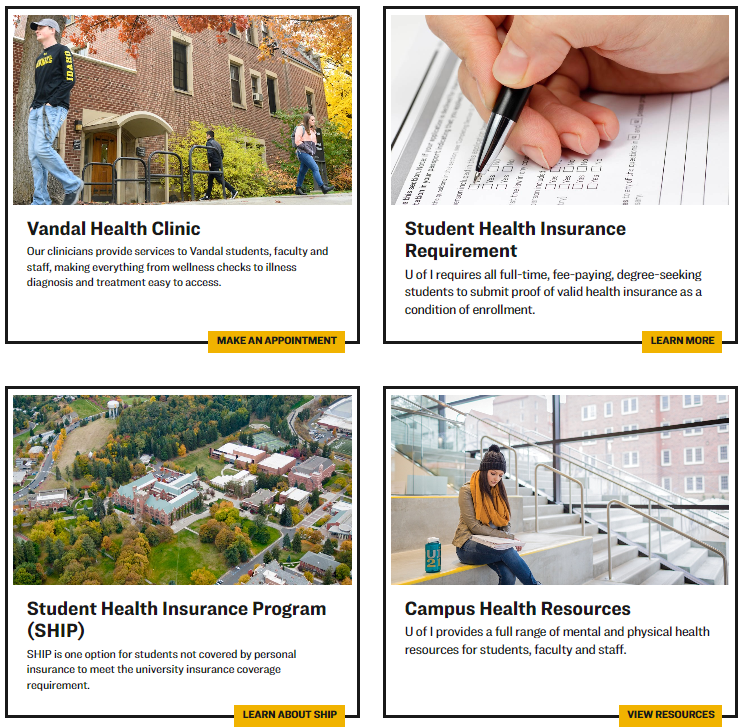 IDAHO
Vandal Health Clinic
Our clinicians provide services to Vandal students, faculty and
staff, making everything from wellness checks to illness
diagnosis and treatment easy to access.
MAKE AN APPOINTMENT
Student Health Insurance
Requirement
U of I requires all full-time, fee-paying, degree-seeking
students to submit proof of valid health insurance as a
condition of enrollment.
LEARN MORE
Student Health Insurance Program
(SHIP)
SHIP is one option for students not covered by personal
insurance to meet the university insurance coverage
requirement.
LEARN ABOUT SHIP
Campus Health Resources
U of I provides a full range of mental and physical health
resources for students, faculty and staff.
VIEW RESOURCES